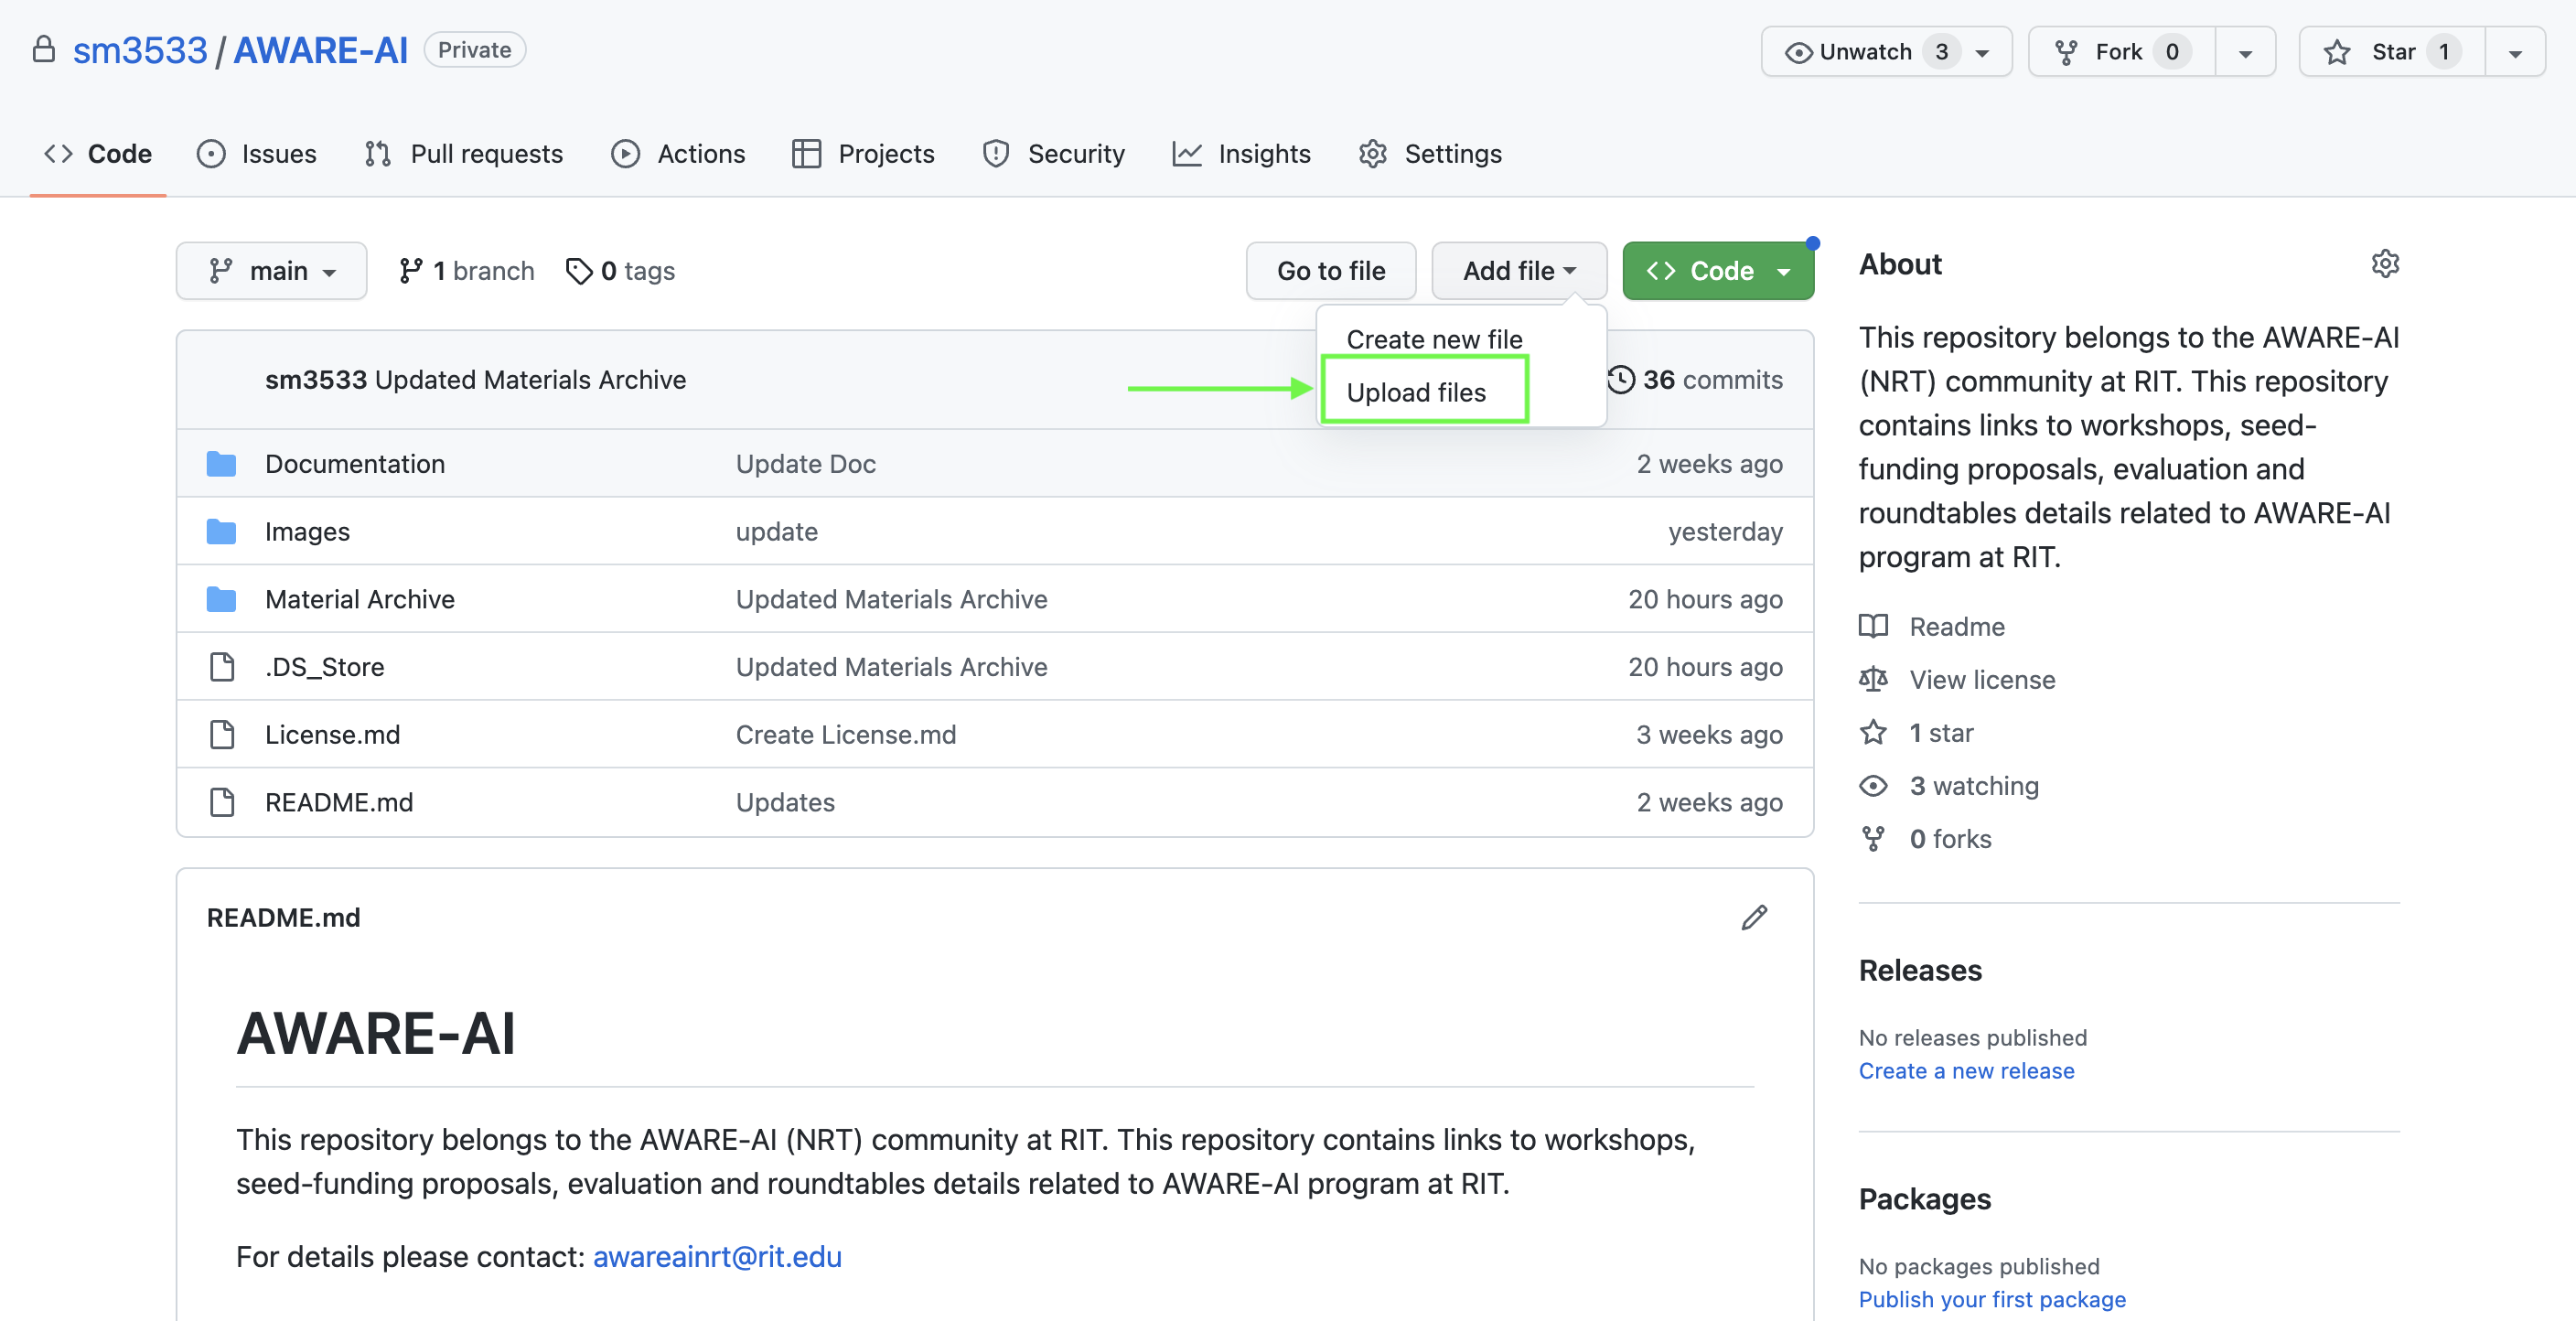 sm3533 / AWARE-AI Private
Unwatch 3
Fork 0
Star 1
Code
Issues
Pull requests
Actions
Projects
Security
Insights
Settings
main
1 branch
0 tags
Go to file
Add file
Code
Create new file
Upload files
sm3533 Updated Materials Archive
36 commits
Documentation Update Doc 2 weeks ago
Images update yesterday
Material Archive Updated Materials Archive 20 hours ago
.DS_Store Updated Materials Archive 20 hours ago
License.md Create License.md 3 weeks ago
README.md Updates 2 weeks ago
README.md
AWARE-AI
This repository belongs to the AWARE-AI (NRT) community at RIT. This repository contains links to workshops,
seed-funding proposals, evaluation and roundtables details related to AWARE-AI program at RIT.
For details please contact: awareainrt@rit.edu
About
This repository belongs to the AWARE-AI
(NRT) community at RIT. This repository
contains links to workshops, seed-
funding proposals, evaluation and
roundtables details related to AWARE-AI
program at RIT.
Readme
View license
1 star
3 watching
0 forks
Releases
No releases published
Create a new release
Packages
No packages published
Publish your first package